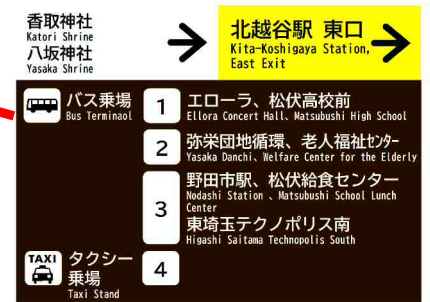 香取神社
Katori Shrine
八坂神社
Yasaka Shrine
北越谷駅 東口
Kita-Koshigaya Station,
East Exit
バス乗場
Bus Terminaol
1
エローラ、松伏高校前
Ellora Concert Hall、Matsubushi High School
2
弥栄団地循環、老人福祉センター
Yasaka Danchi、Welfare Center for the Elderly
3
野田市駅、松伏給食センター
Nodashi Station 、Matsubushi School Lunch
Center
東埼玉テクノポリス南
Higashi Saitama Technopolis South
TAXI
タクシー
乗場
Taxi Stand
4